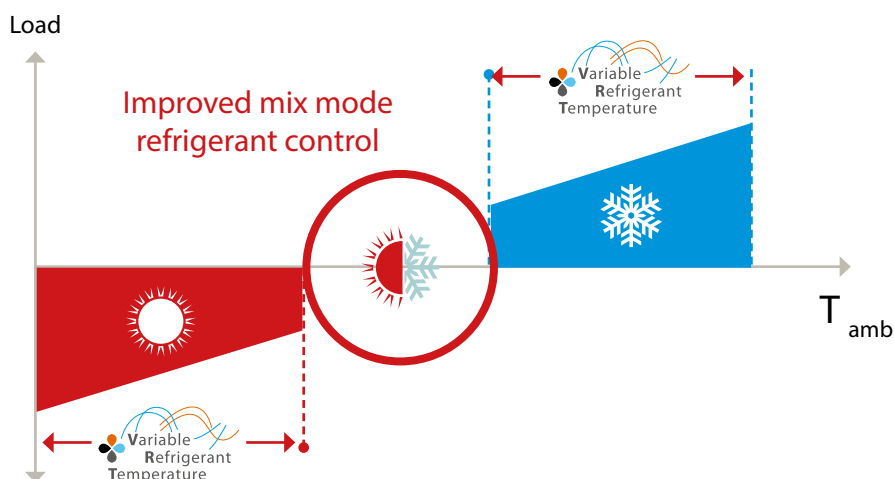 Load
Variable
Refrigerant
Temperature
Improved mix mode
refrigerant control
T amb
Variable
Refrigerant
Temperature